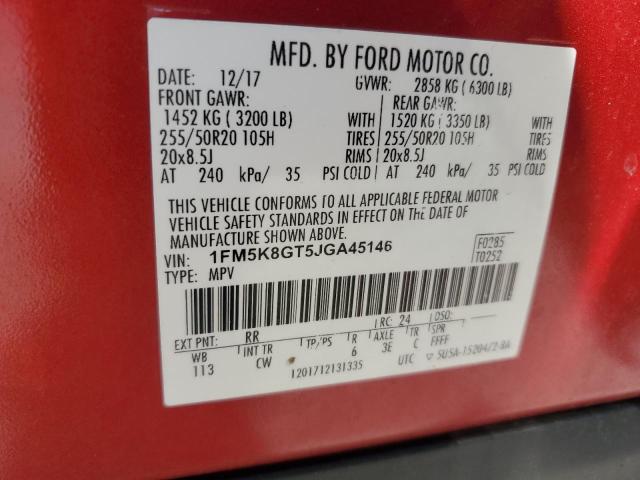 MFD. BY FORD MOTOR CO.
DATE: 12/17 GVWR: 2858 KG ( 6300 LB)
FRONT GAWR: REAR GAWR:
1452 KG ( 3200 LB) WITH 1520 KG ( 3350 LB) WITH
255/50R20 105H TIRES 255/50R20 105H TIRES
20x8.5J RIMS 20x8.5J RIMS
AT 240 kPa/ 35 PSI COLD AT 240 kPa/ 35 PSI COLD
THIS VEHICLE CONFORMS TO ALL APPLICABLE FEDERAL MOTOR
VEHICLE SAFETY STANDARDS IN EFFECT ON THE DATE OF
MANUFACTURE SHOWN ABOVE.
VIN: 1FM5K8GT5JGA45146 F0285
TYPE: MPV T0252
EXT PNT: RR RC: 24 DSO:
WB INT TR TP/PS R AXLE TR SPR
113 CW 6 3E C FFFF
1201712131335 UTC